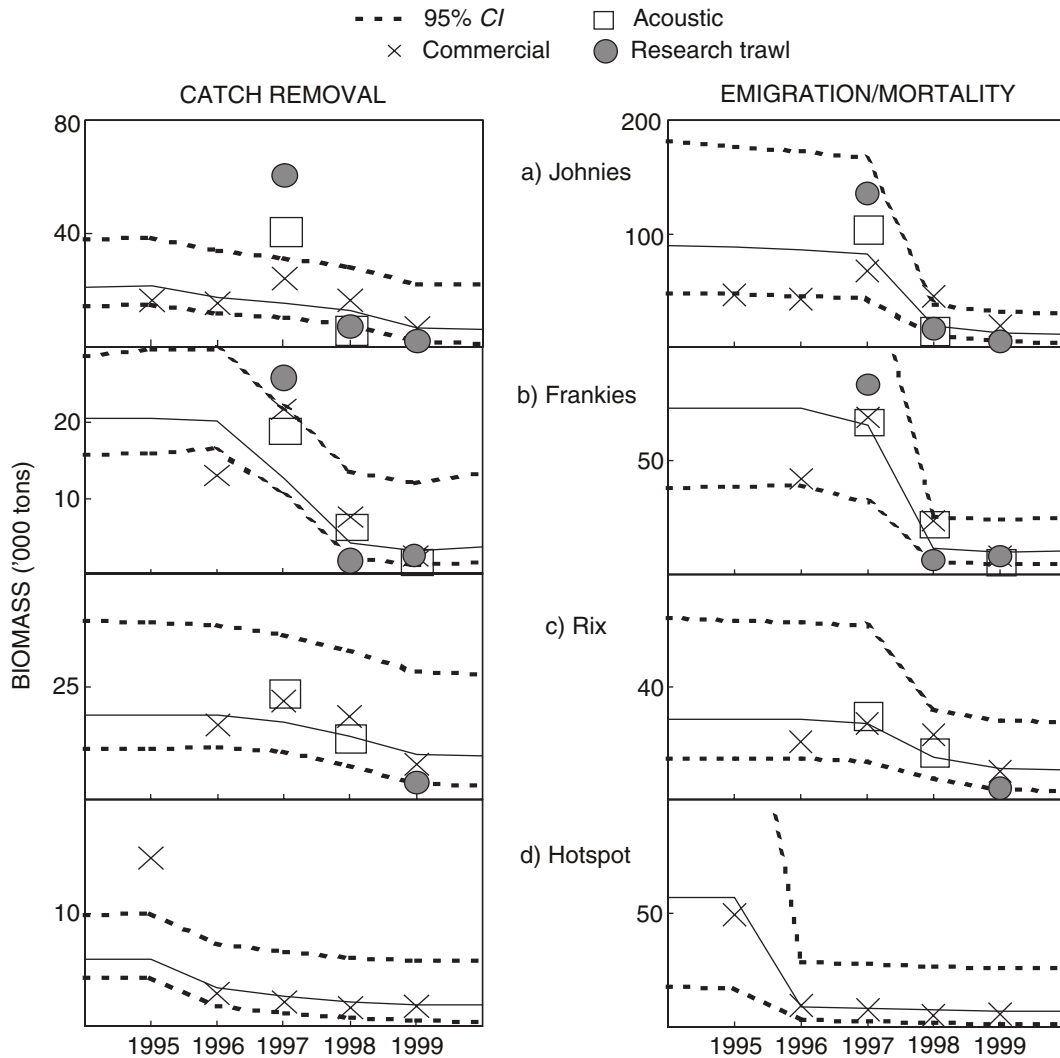 95% CI
Acoustic
Commercial
Research trawl
CATCH REMOVAL
EMIGRATION/MORTALITY
80
40
200
100
a) Johnies
20
10
50
b) Frankies
BIOMASS ('000 tons)
25
40
c) Rix
10
50
d) Hotspot
1995 1996 1997 1998 1999
1995 1996 1997 1998 1999